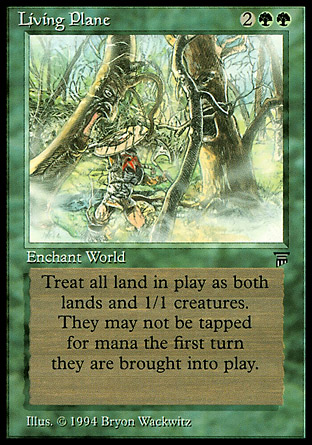 Living Plane 2
Enchant World
Treat all land in play as both
lands and 1/1 creatures.
They may not be tapped
for mana the first turn
they are brought into play.
Illus. © 1994 Bryon Wackwitz